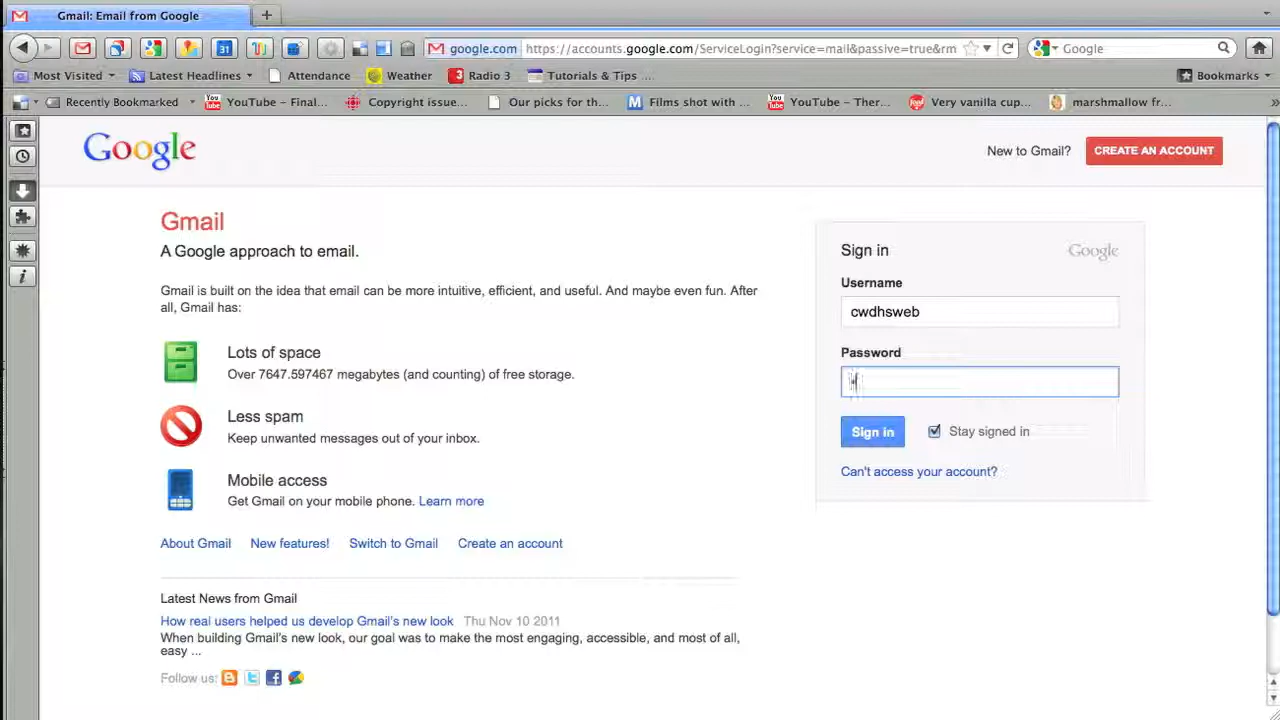 Gmail: Email from Google
google.com https://accounts.google.com/ServiceLogin?service=mail&passive=true&rm
Google
Most Visited Latest Headlines Attendance Weather 3 Radio 3 Tutorials & Tips ... Bookmarks
Recently Bookmarked YouTube – Final... Copyright issue... Our picks for th... M Films shot with ... YouTube – Ther... Very vanilla cup... marshmallow fr...
Google
New to Gmail? CREATE AN ACCOUNT
Gmail
A Google approach to email.
Gmail is built on the idea that email can be more intuitive, efficient, and useful. And maybe even fun. After
all, Gmail has:
Lots of space
Over 7647.597467 megabytes (and counting) of free storage.
Less spam
Keep unwanted messages out of your inbox.
Mobile access
Get Gmail on your mobile phone. Learn more
About Gmail New features! Switch to Gmail Create an account
Latest News from Gmail
How real users helped us develop Gmail's new look Thu Nov 10 2011
When building Gmail's new look, our goal was to make the most engaging, accessible, and most of all,
easy ...
Follow us:
Sign in Google
Username
cwdhsweb
Password
Sign in Stay signed in
Can't access your account?